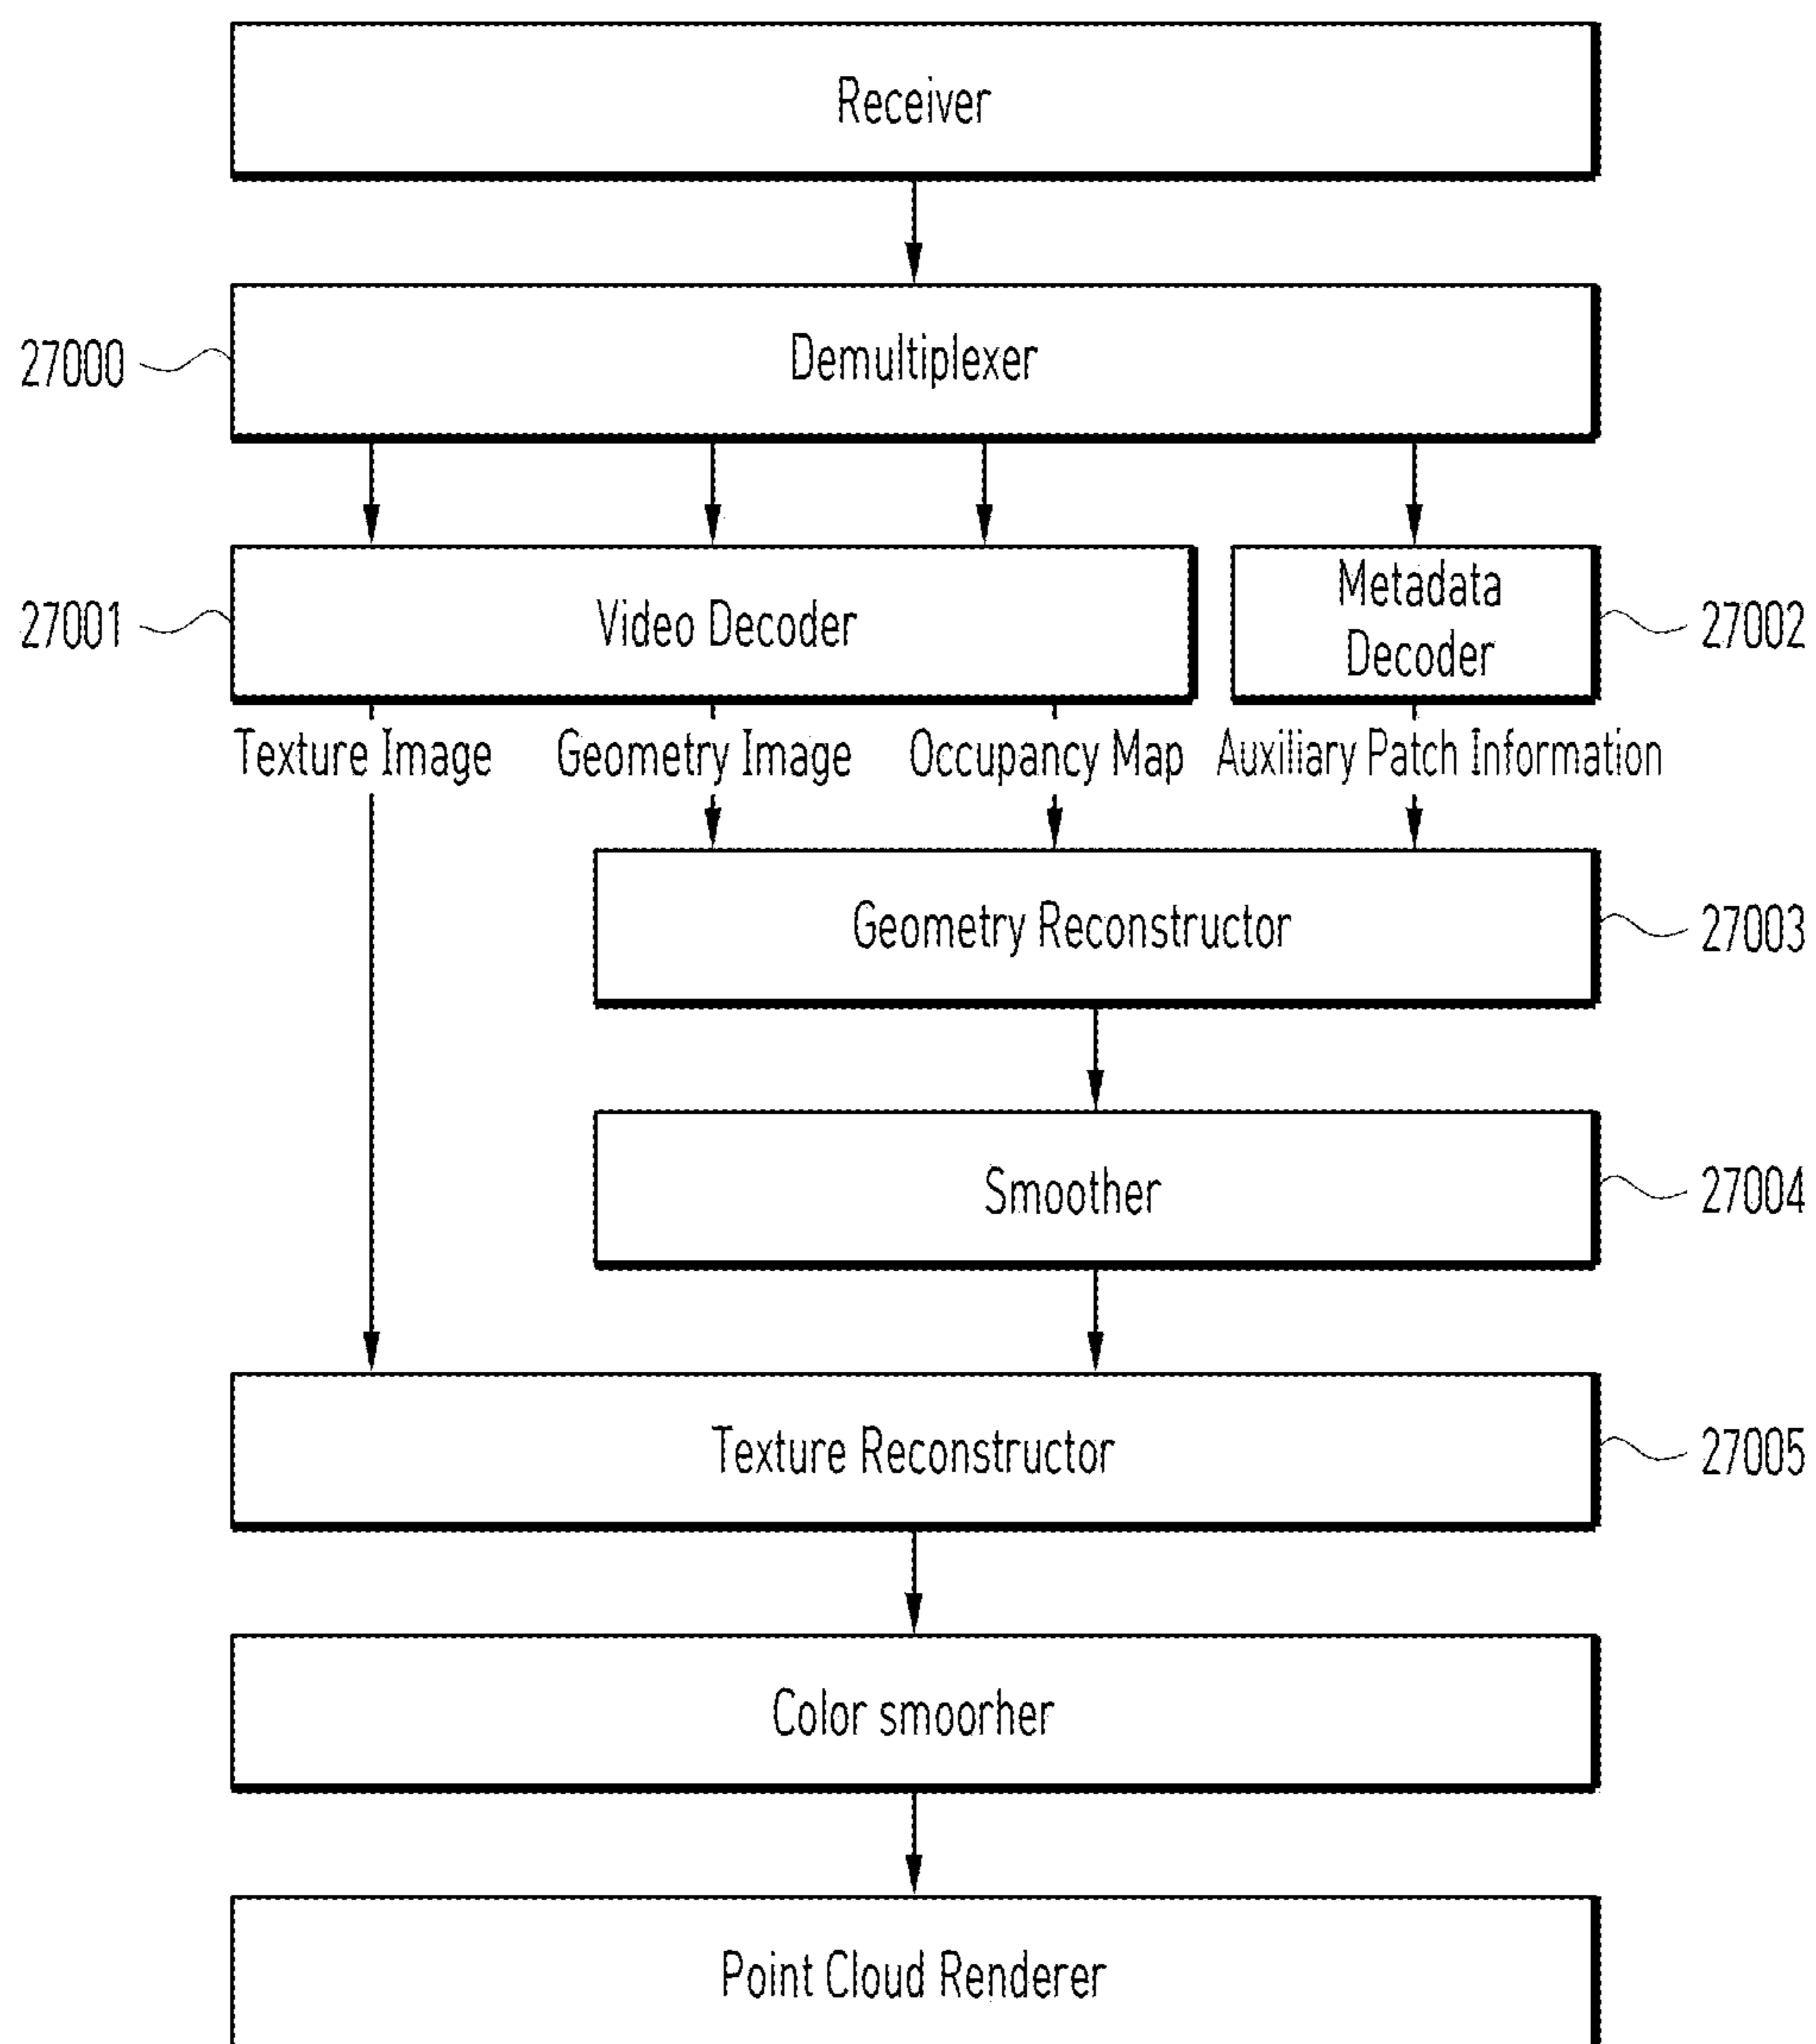 Receiver
27000
Demultiplexer
27001
Video Decoder
Metadata
Decoder
27002
Texture Image
Geometry Image
Occupancy Map
Auxiliary Patch Information
Geometry Reconstructor
27003
Smoother
27004
Texture Reconstructor
27005
Color smoorher
Point Cloud Renderer